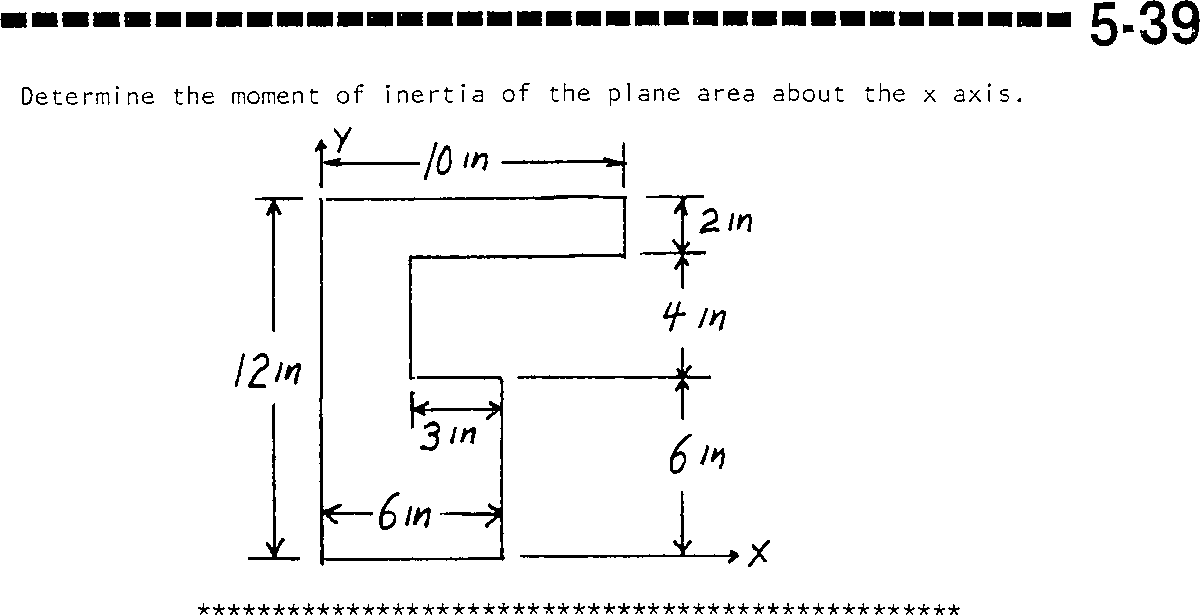 5-39
Determine the moment of inertia of the plane area about the x axis.
Y
10 in
2 in
4 in
12 in
3 in
6 in
6 in
X
***************************************************